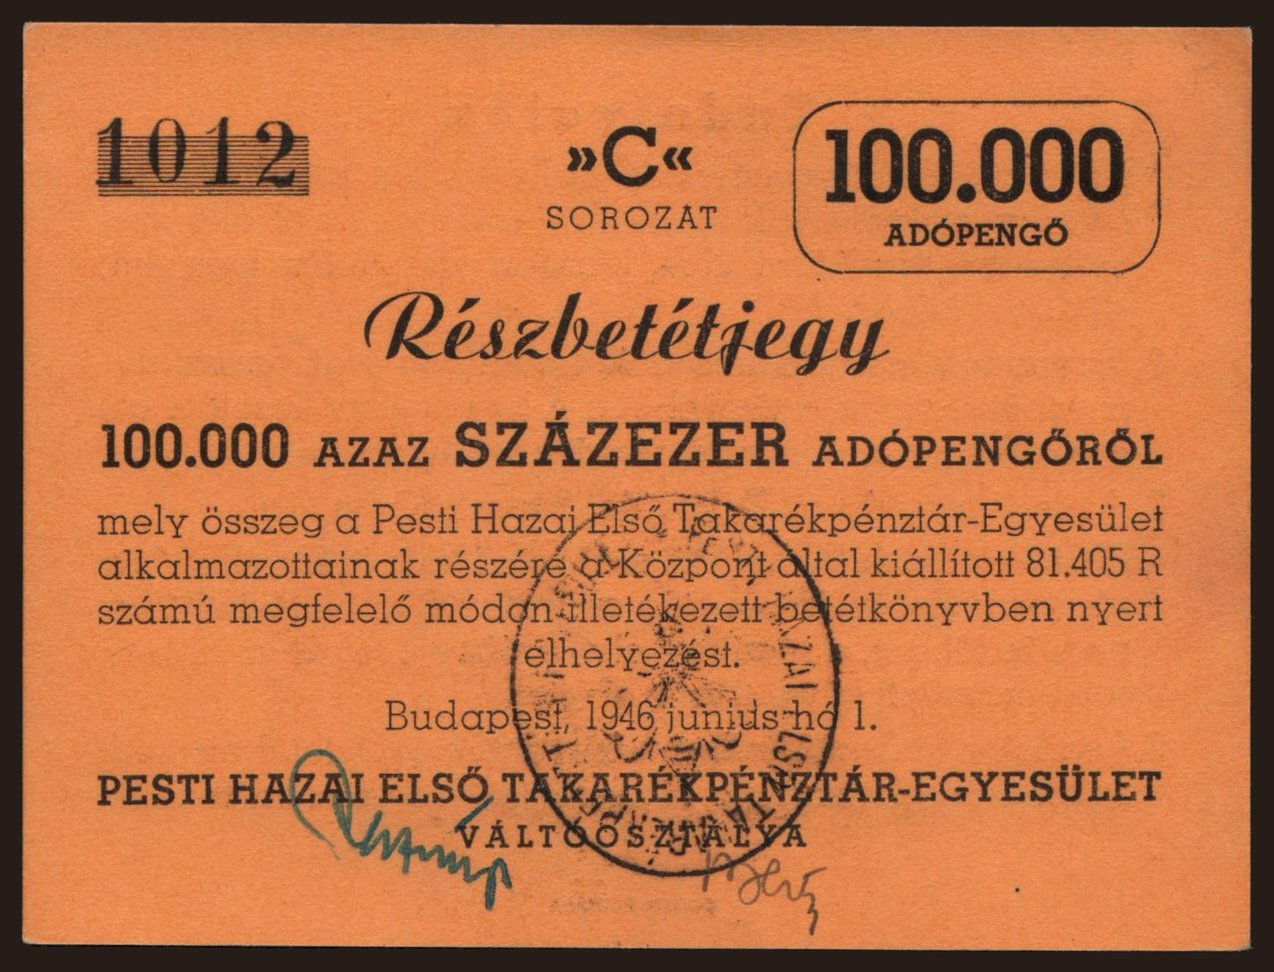 1012
»C«
SOROZAT
100.000
ADÓPENGŐ
Részbetétjegy
100.000 AZAZ SZÁZEZER ADÓPENGŐRŐL
mely összeg a Pesti Hazai Első Takarékpénztár-Egyesület
alkalmazottainak részére a Központ által kiállított 81.405 R
számú megfelelő módon illetékezett betétkönyvben nyert
elhelyezést.
Budapest, 1946 junius hó 1.
PESTI HAZAI ELSŐ TAKARÉKPÉNZTÁR-EGYESÜLET
VÁLTÓOSZTÁLYA